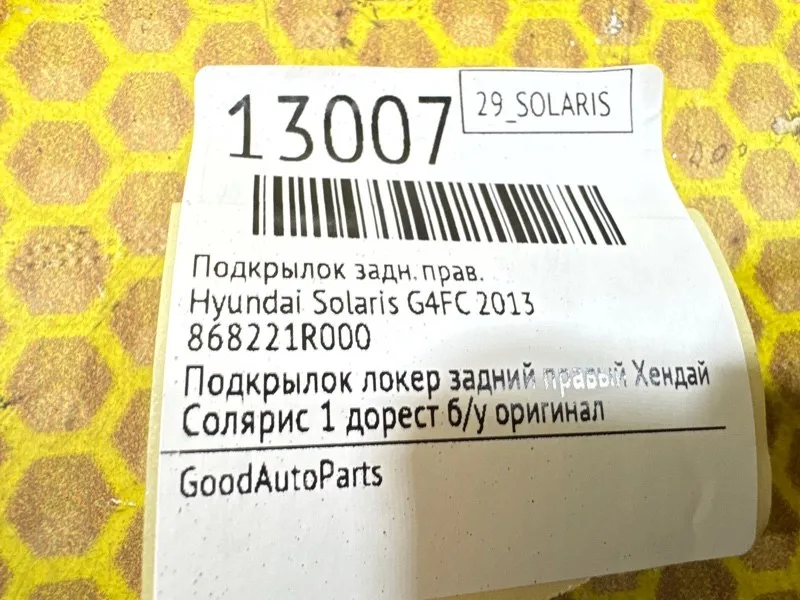 13007
29_SOLARIS
Подкрылок задн. прав.
Hyundai Solaris G4FC 2013
868221R000
Подкрылок локер задний правый Хендай
Солярис 1 дорест б/у оригинал
GoodAutoParts